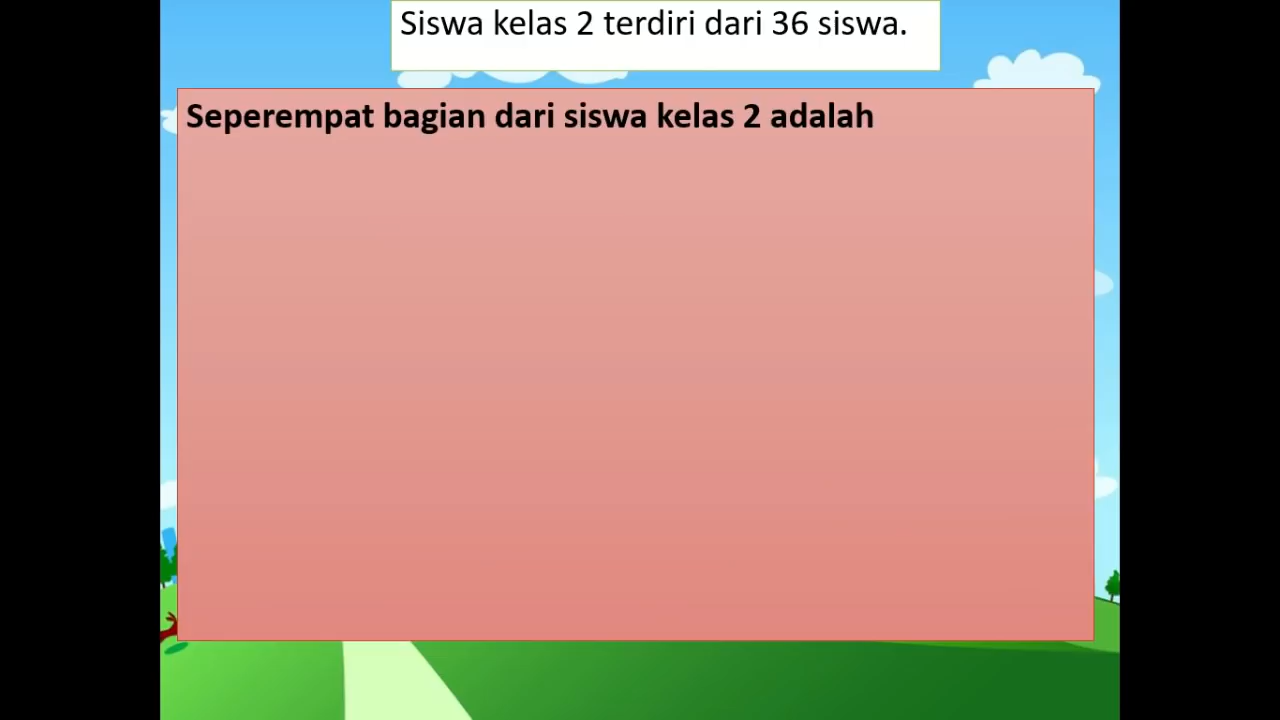 Siswa kelas 2 terdiri dari 36 siswa.
Seperempat bagian dari siswa kelas 2 adalah